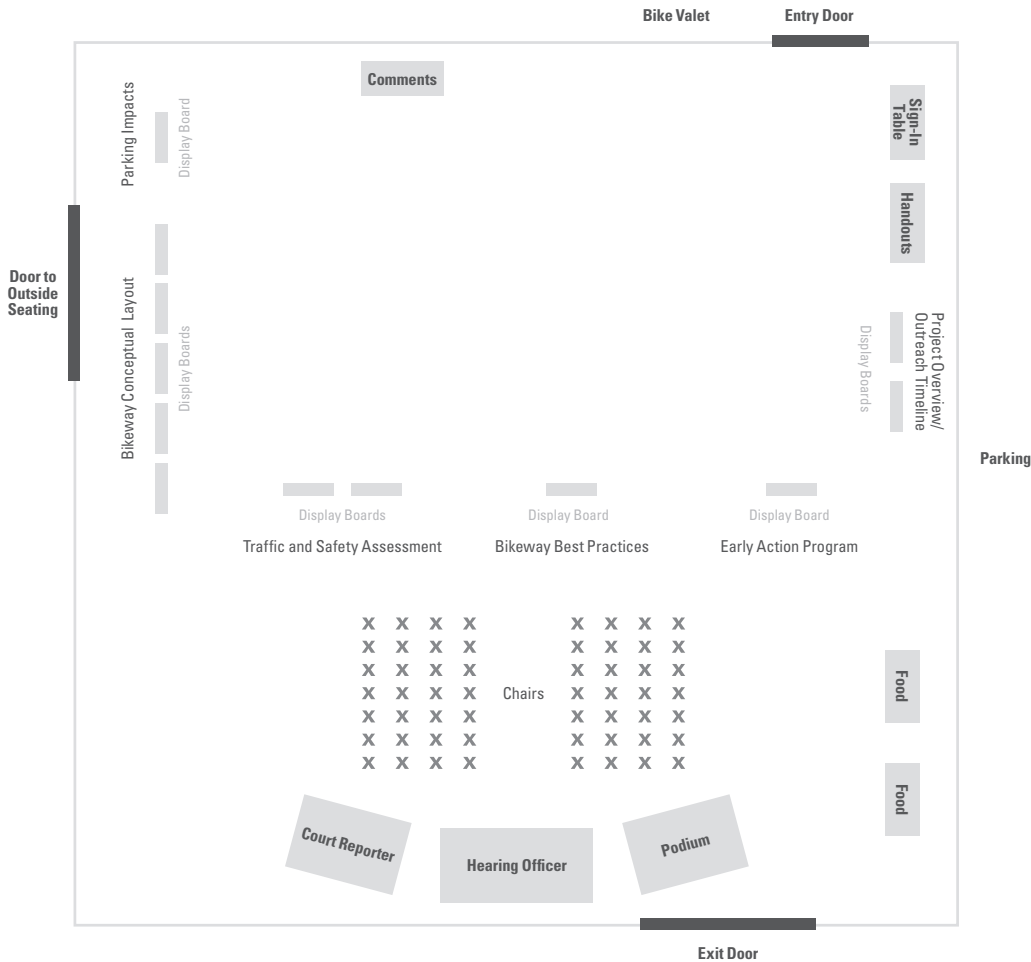 Bike Valet
Entry Door
Comments
Sign-In
Table
Parking Impacts
Display Board
Handouts
Door to
Outside
Seating
Bikeway Conceptual Layout
Display Boards
Display Boards
Project Overview/
Outreach Timeline
Parking
Display Boards
Traffic and Safety Assessment
Display Board
Bikeway Best Practices
Display Board
Early Action Program
X X X X X X X X
X X X X X X X X
X X X X X X X X
X X X X Chairs X X X X
X X X X X X X X
X X X X X X X X
X X X X X X X X
Food
Food
Court Reporter
Hearing Officer
Podium
Exit Door